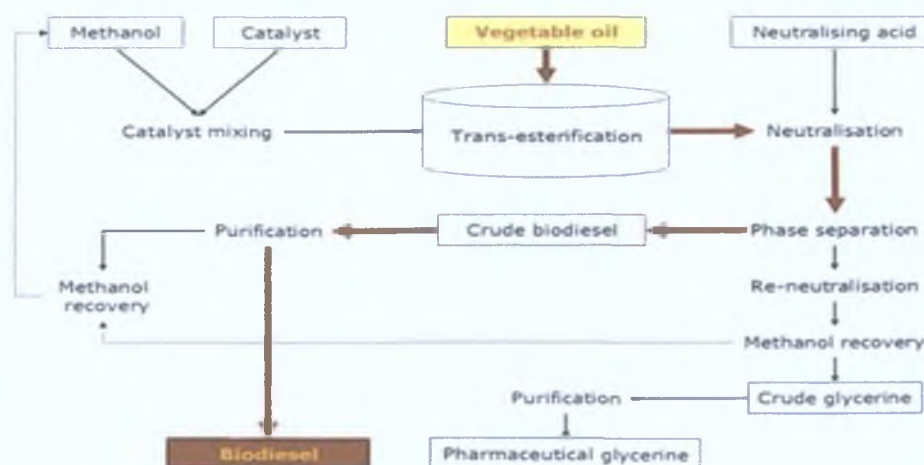 Methanol
Catalyst
Vegetable oil
Neutralising acid
Catalyst mixing
Trans-esterification
Neutralisation
Purification
Crude biodiesel
Phase separation
Methanol
recovery
Re-neutralisation
Methanol recovery
Purification
Crude glycerine
Biodiesel
Pharmaceutical glycerine